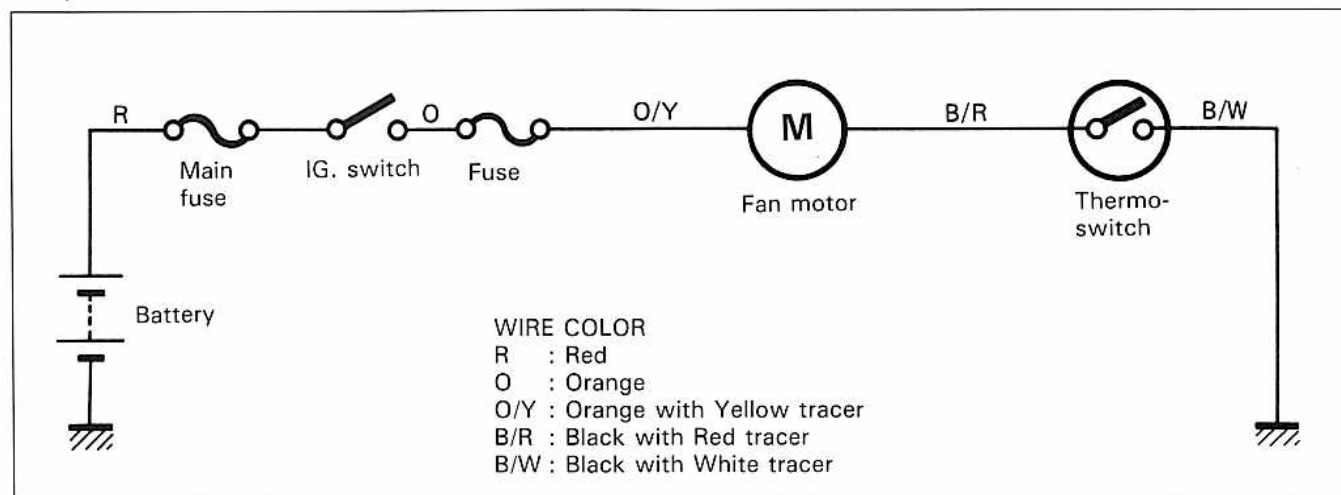 R
O
O/Y
B/R
B/W
M
Main
fuse
IG. switch
Fuse
Fan motor
Thermo-
switch
Battery
WIRE COLOR
R : Red
O : Orange
O/Y : Orange with Yellow tracer
B/R : Black with Red tracer
B/W : Black with White tracer